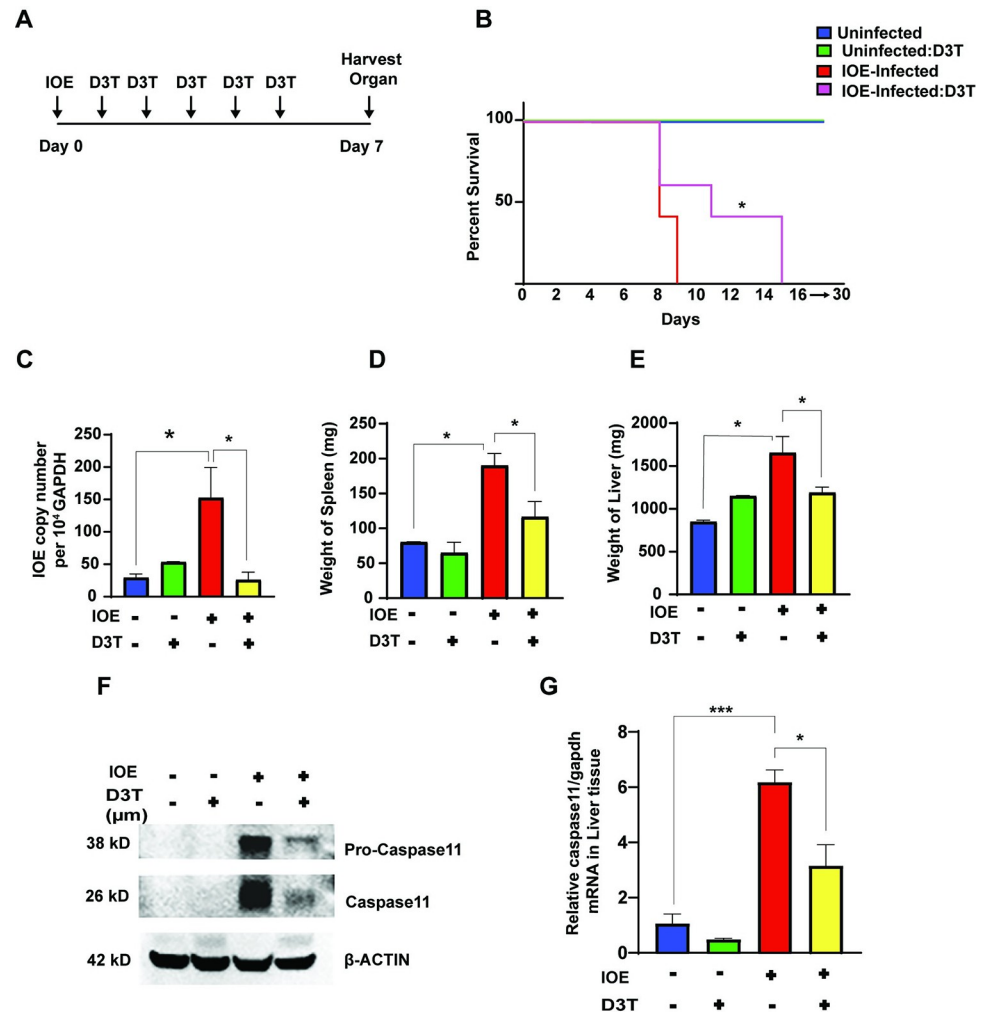 A
IOE D3T D3T D3T D3T D3T Harvest Organ
Day 0 Day 7
B
Uninfected
Uninfected:D3T
IOE-Infected
IOE-Infected:D3T
Percent Survival
100
50
*
0 2 4 6 8 10 12 14 16 → 30
Days
C
IOE copy number
per 10⁴ GAPDH
250
200
150
100
50
0
* *
IOE - - + +
D3T - + - +
D
Weight of Spleen (mg)
250
200
150
100
50
0
* *
IOE - - + +
D3T - + - +
E
Weight of Liver (mg)
2000
1500
1000
500
0
* *
IOE - - + +
D3T - + - +
F
IOE - - + +
D3T - + - +
(µm)
38 kD Pro-Caspase11
26 kD Caspase11
42 kD β-ACTIN
G
Relative caspase11/gapdh
mRNA in Liver tissue
8
6
4
2
0
*** *
IOE - - + +
D3T - + - +